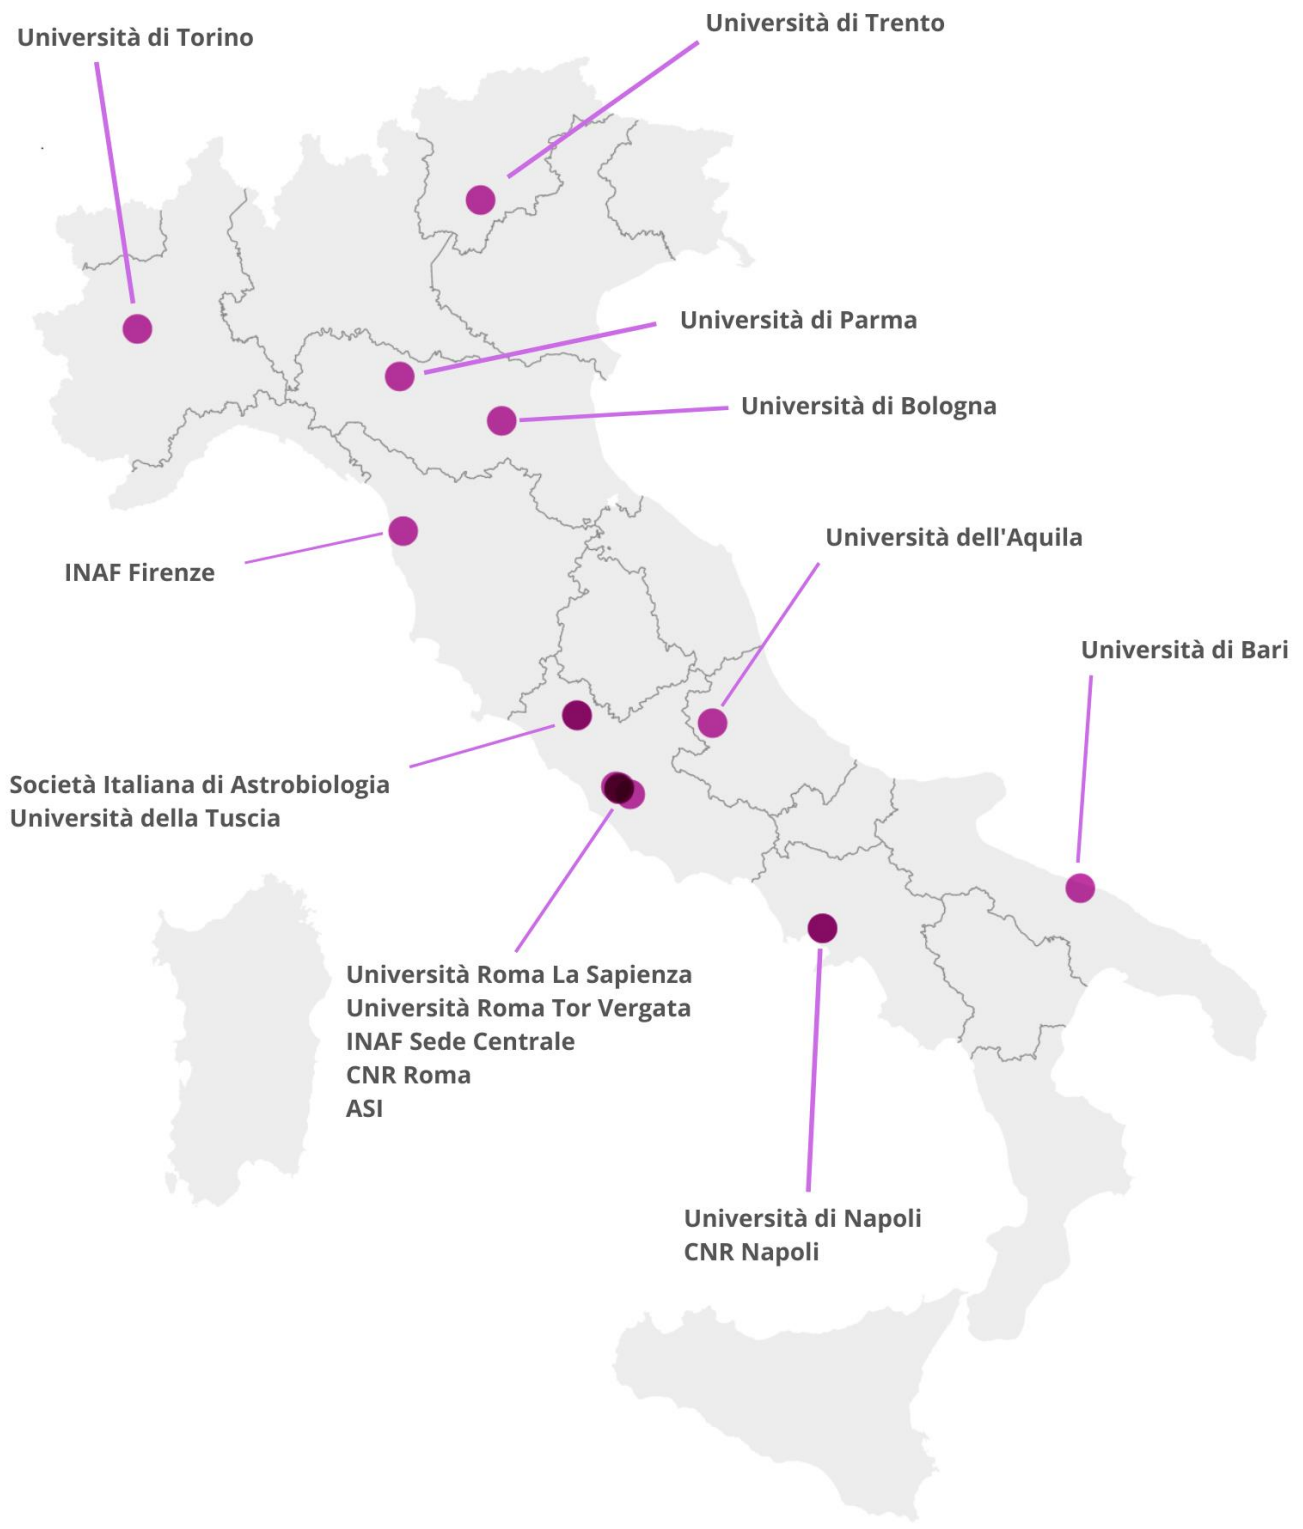 Università di Torino
Università di Trento
Università di Parma
Università di Bologna
Università dell'Aquila
INAF Firenze
Università di Bari
Società Italiana di Astrobiologia
Università della Tuscia
Università Roma La Sapienza
Università Roma Tor Vergata
INAF Sede Centrale
CNR Roma
ASI
Università di Napoli
CNR Napoli